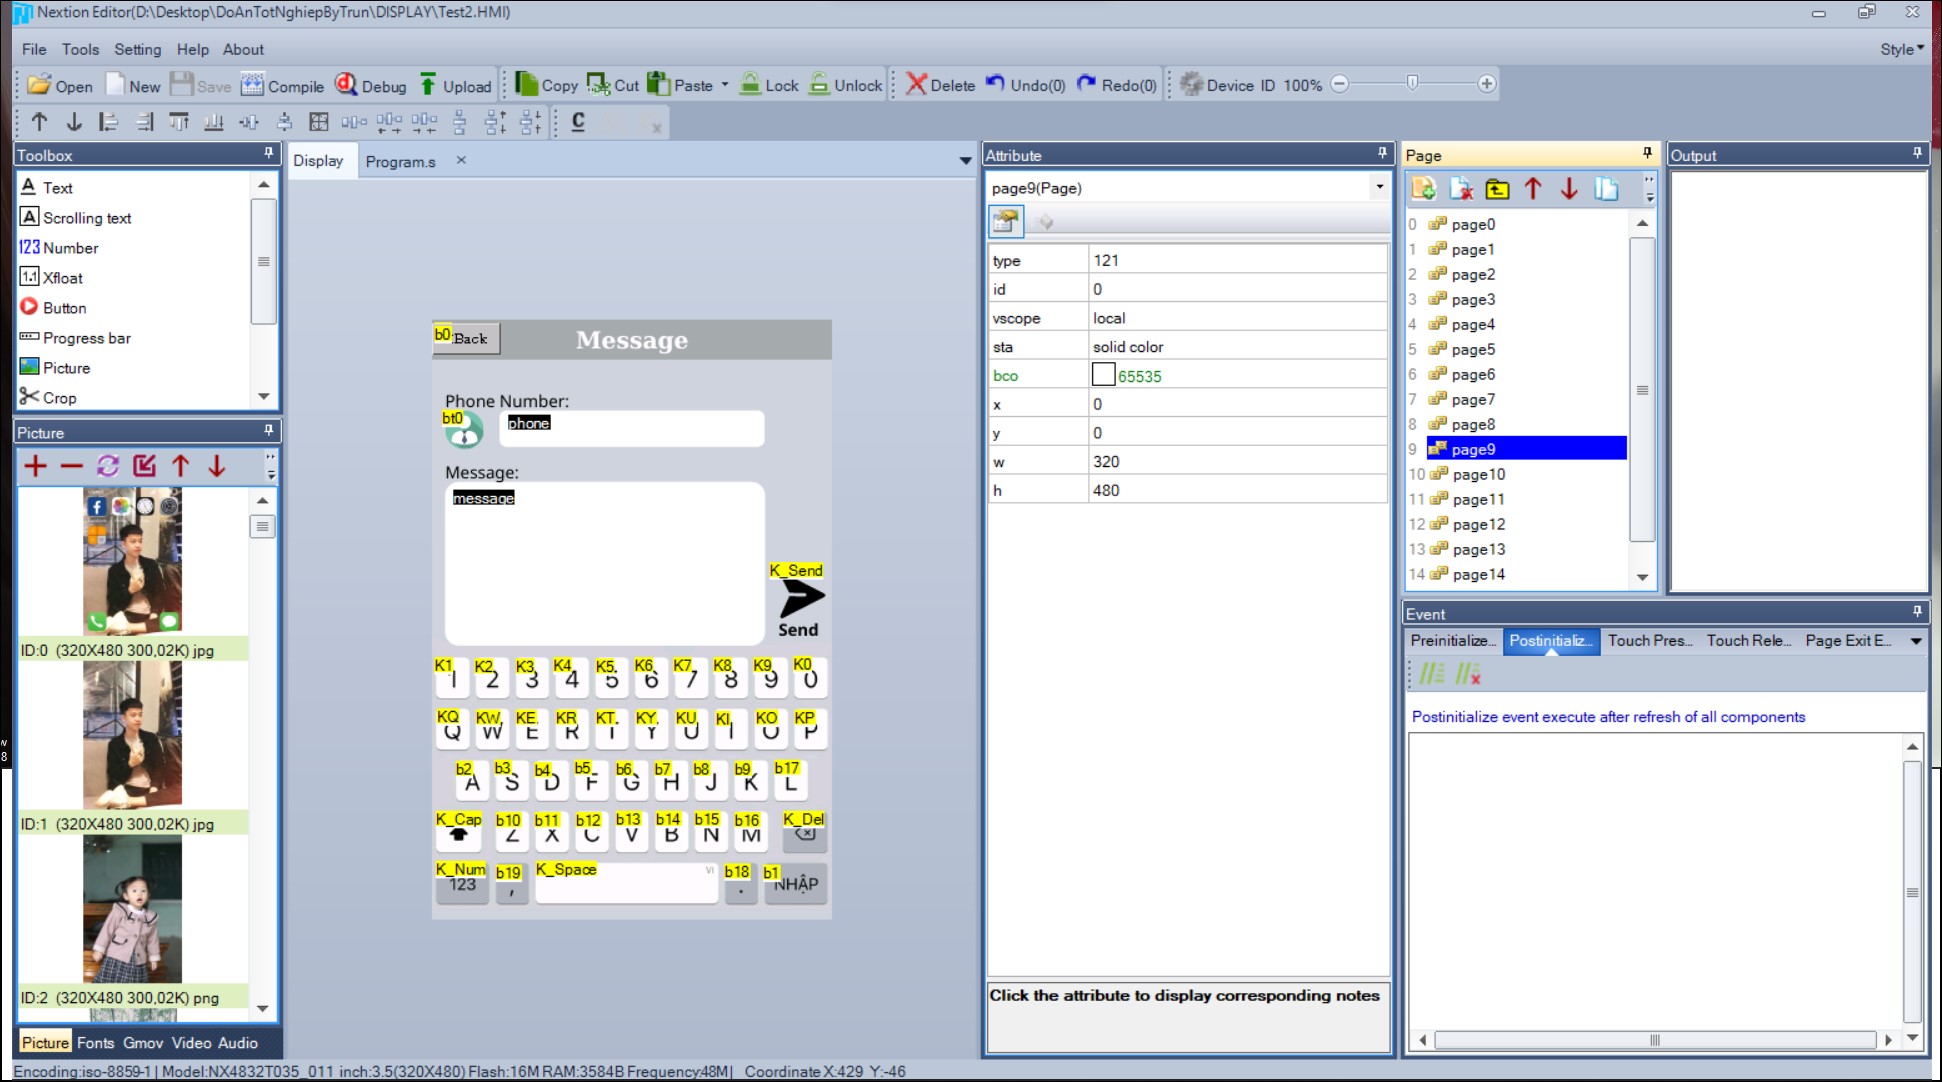 Nextion Editor(D:\Desktop\DoAnTotNghiepByTrun\DISPLAY\Test2.HMI)
File Tools Setting Help About
Style
Open New Save Compile Debug Upload Copy Cut Paste Lock Unlock Delete Undo(0) Redo(0) Device ID 100%
Toolbox
Text
Scrolling text
123 Number
1.1 Xfloat
Button
Progress bar
Picture
Crop
Picture
ID:0 (320X480 300,02K) jpg
ID:1 (320X480 300,02K) jpg
ID:2 (320X480 300,02K) png
Picture Fonts Gmov Video Audio
Display Program.s
b0 Back Message
Phone Number:
bt0 phone
Message:
message
K_Send
Send
K1 K2 K3 K4 K5 K6 K7 K8 K9 K0
1 2 3 4 5 6 7 8 9 0
KQ KW KE KR KT KY KU KI KO KP
Q W E R T Y U I O P
b2 b3 b4 b5 b6 b7 b8 b9 b17
A S D F G H J K L
K_Cap b10 b11 b12 b13 b14 b15 b16 K_Del
Z X C V B N M
K_Num b19 K_Space VI b18 b1
123 , . NHẬP
Attribute
page9(Page)
type 121
id 0
vscope local
sta solid color
bco 65535
x 0
y 0
w 320
h 480
Click the attribute to display corresponding notes
Page
0 page0
1 page1
2 page2
3 page3
4 page4
5 page5
6 page6
7 page7
8 page8
9 page9
10 page10
11 page11
12 page12
13 page13
14 page14
Output
Event
Preinitialize... Postinitializ... Touch Pres... Touch Rele... Page Exit E...
Postinitialize event execute after refresh of all components
Encoding:iso-8859-1 | Model:NX4832T035_011 inch:3.5(320X480) Flash:16M RAM:3584B Frequency:48M | Coordinate X:429 Y:-46